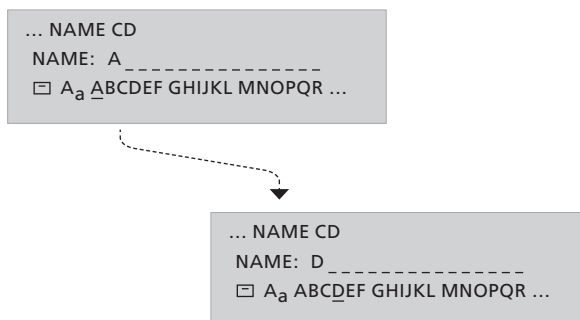 ... NAME CD
NAME: A _ _ _ _ _ _ _ _ _ _ _ _ _ _ _
Aa ABCDEF GHIJKL MNOPQR ...
... NAME CD
NAME: D _ _ _ _ _ _ _ _ _ _ _ _ _ _ _
Aa ABCDEF GHIJKL MNOPQR ...